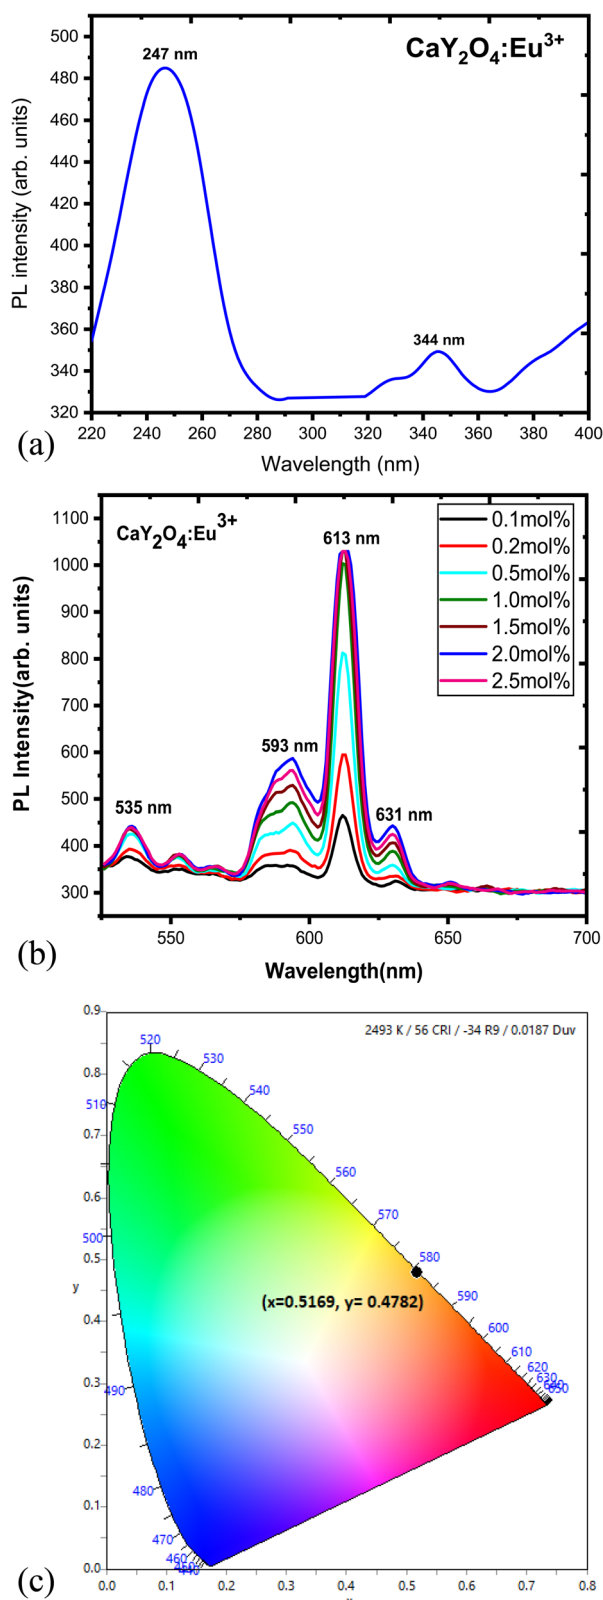 CaY2O4:Eu3+
247 nm
344 nm
PL intensity (arb. units)
500
480
460
440
420
400
380
360
340
320
220 240 260 280 300 320 340 360 380 400
Wavelength (nm)
(a)
CaY2O4:Eu3+
613 nm
593 nm
535 nm
631 nm
0.1mol%
0.2mol%
0.5mol%
1.0mol%
1.5mol%
2.0mol%
2.5mol%
PL Intensity(arb. units)
1100
1000
900
800
700
600
500
400
300
550 600 650 700
Wavelength(nm)
(b)
2493 K / 56 CRI / -34 R9 / 0.0187 Duv
0.9
0.8
0.7
0.6
0.5
y
0.4
0.3
0.2
0.1
0.0
520
530
540
550
560
570
580
590
600
610
620
630
640
650
510
500
490
480
470
460
450
(x=0.5169, y= 0.4782)
0.0 0.1 0.2 0.3 0.4 0.5 0.6 0.7 0.8
(c)